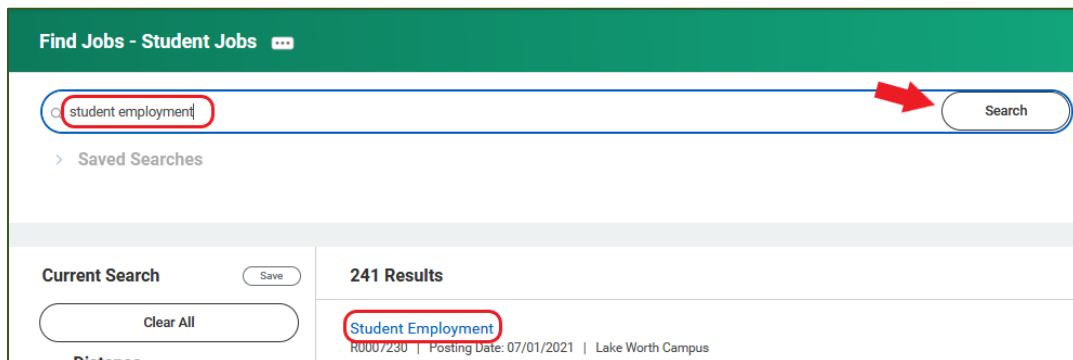 Find Jobs - Student Jobs
student employment
Search
Saved Searches
Current Search
Save
241 Results
Clear All
Student Employment
R0007230 | Posting Date: 07/01/2021 | Lake Worth Campus
Distance